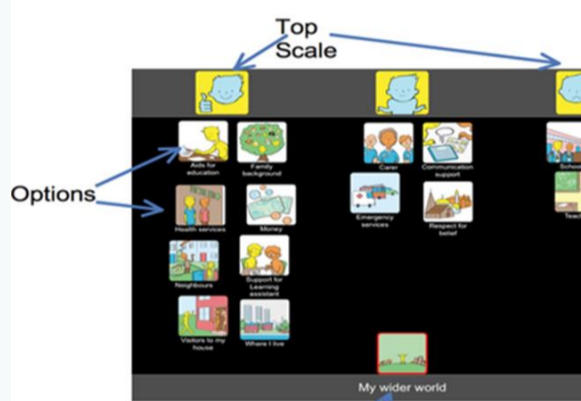 Top
Scale
Options
Aids for
education
Family
background
Health services
Money
Neighbours
Support for
Learning
assistant
Visitors to my
house
Where I live
Carer
Communication
support
Emergency
services
Respect for
belief
My wider world